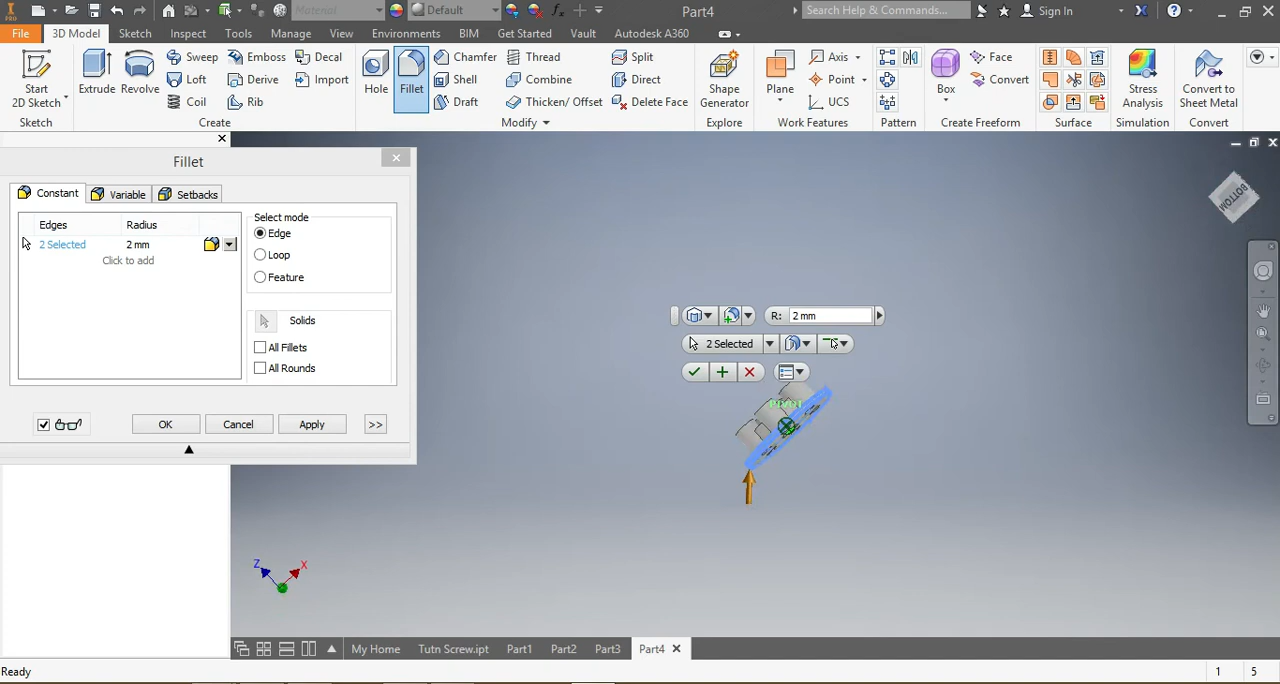 Material
Default
Part4
Search Help & Commands...
Sign In
PRO
File
3D Model
Sketch
Inspect
Tools
Manage
View
Environments
BIM
Get Started
Vault
Autodesk A360
Start
2D Sketch
Extrude
Revolve
Sweep
Loft
Coil
Emboss
Derive
Rib
Decal
Import
Hole
Fillet
Chamfer
Shell
Draft
Thread
Combine
Thicken/ Offset
Split
Direct
Delete Face
Shape
Generator
Plane
Axis
Point
UCS
Box
Face
Convert
Stress
Analysis
Convert to
Sheet Metal
Sketch
Create
Modify
Explore
Work Features
Pattern
Create Freeform
Surface
Simulation
Convert
Fillet
Constant
Variable
Setbacks
Edges
Radius
2 Selected
2 mm
Click to add
Select mode
Edge
Loop
Feature
Solids
All Fillets
All Rounds
OK
Cancel
Apply
>>
R:
2 mm
2 Selected
PIVOT
BOTTOM
Z
X
My Home
Tutn Screw.ipt
Part1
Part2
Part3
Part4
Ready
1
5